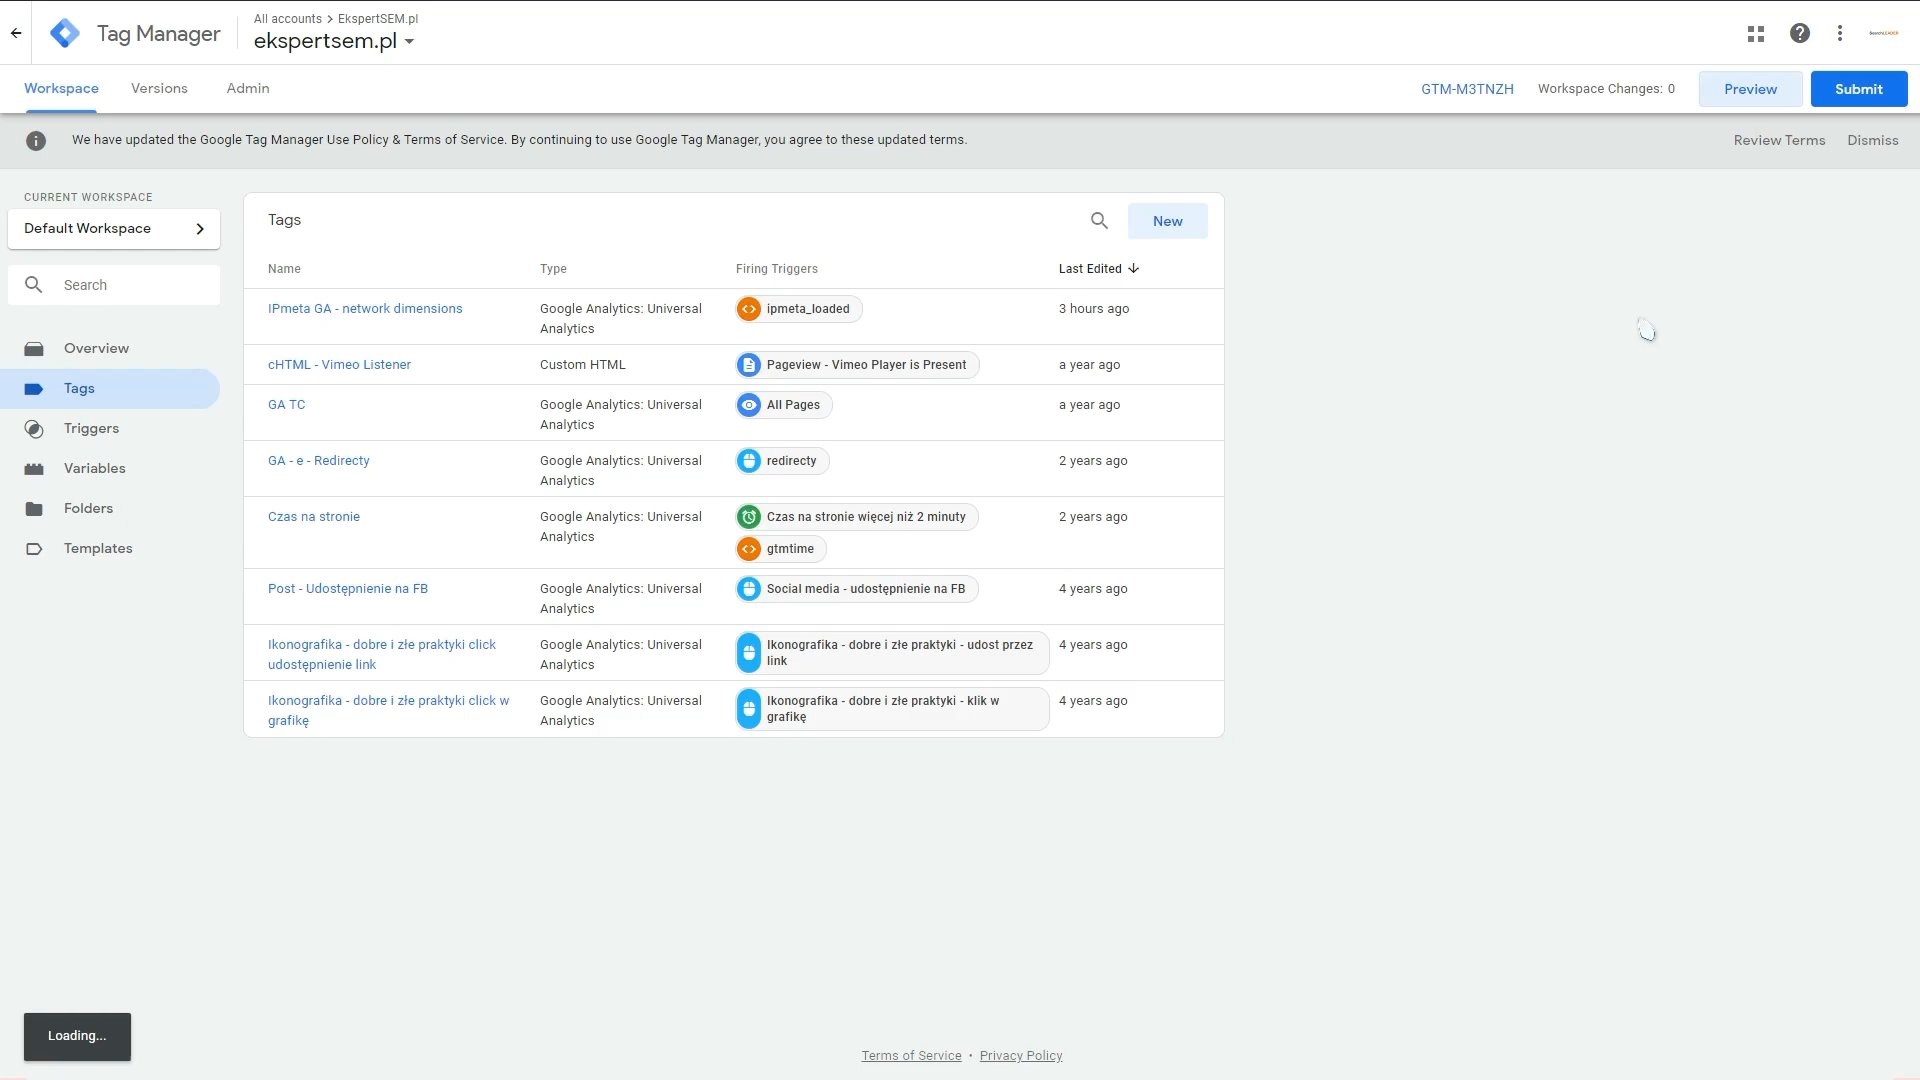 All accounts > EkspertSEM.pl
Tag Manager
ekspertsem.pl
Workspace
Versions
Admin
GTM-M3TNZH
Workspace Changes: 0
Preview
Submit
We have updated the Google Tag Manager Use Policy & Terms of Service. By continuing to use Google Tag Manager, you agree to these updated terms.
Review Terms
Dismiss
CURRENT WORKSPACE
Default Workspace
Search
Overview
Tags
Triggers
Variables
Folders
Templates
Tags
New
Name
Type
Firing Triggers
Last Edited
IPmeta GA - network dimensions
Google Analytics: Universal
Analytics
ipmeta_loaded
3 hours ago
cHTML - Vimeo Listener
Custom HTML
Pageview - Vimeo Player is Present
a year ago
GA TC
Google Analytics: Universal
Analytics
All Pages
a year ago
GA - e - Redirecty
Google Analytics: Universal
Analytics
redirecty
2 years ago
Czas na stronie
Google Analytics: Universal
Analytics
Czas na stronie więcej niż 2 minuty
gtmtime
2 years ago
Post - Udostępnienie na FB
Google Analytics: Universal
Analytics
Social media - udostępnienie na FB
4 years ago
Ikonografika - dobre i złe praktyki click
udostępnienie link
Google Analytics: Universal
Analytics
Ikonografika - dobre i złe praktyki - udost przez
link
4 years ago
Ikonografika - dobre i złe praktyki click w
grafikę
Google Analytics: Universal
Analytics
Ikonografika - dobre i złe praktyki - klik w
grafikę
4 years ago
Loading...
Terms of Service • Privacy Policy